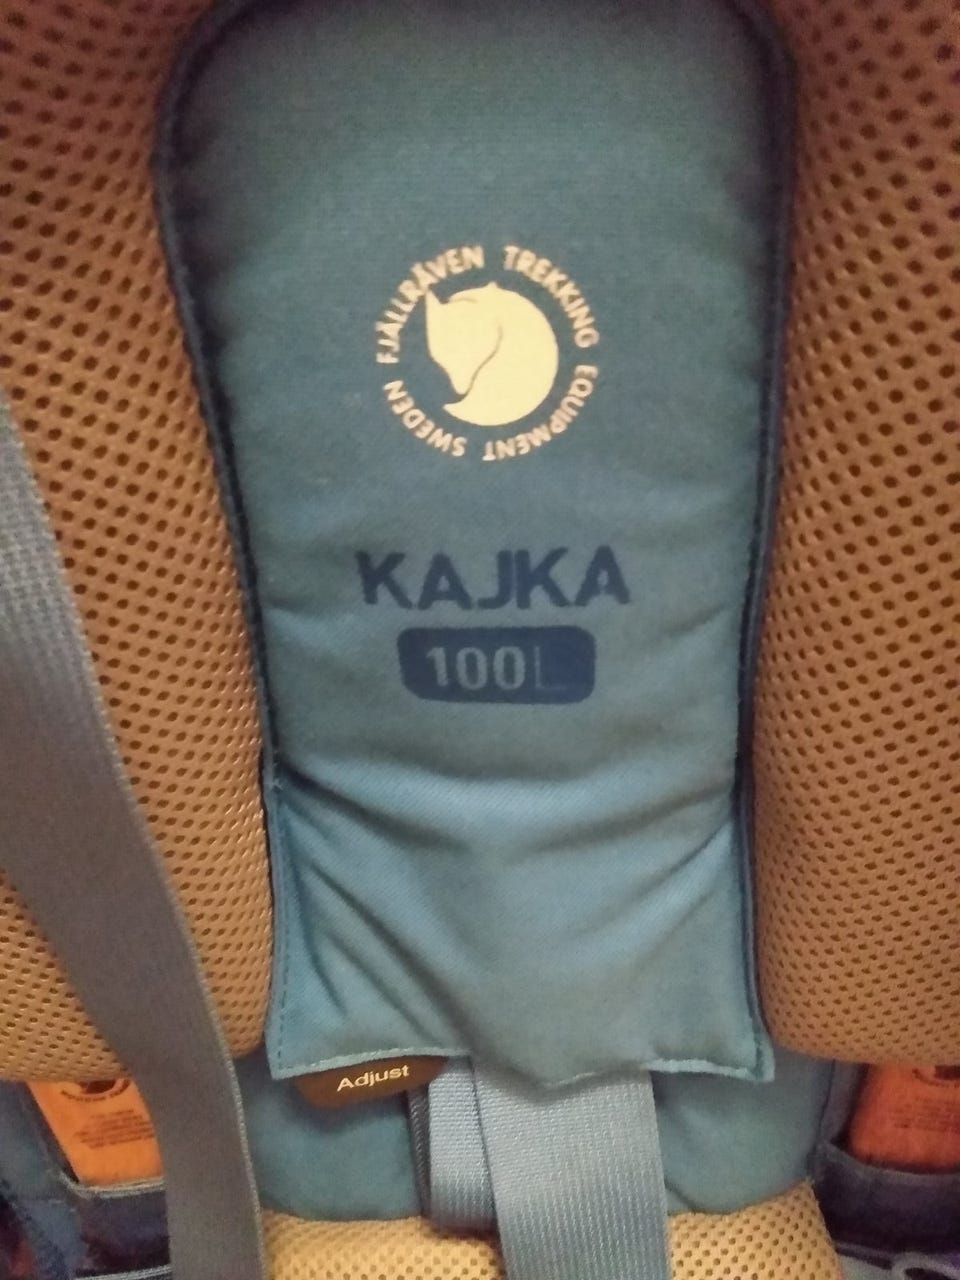 FJÄLLRÄVEN TREKKING EQUIPMENT SWEDEN
KAJKA
100L
Adjust